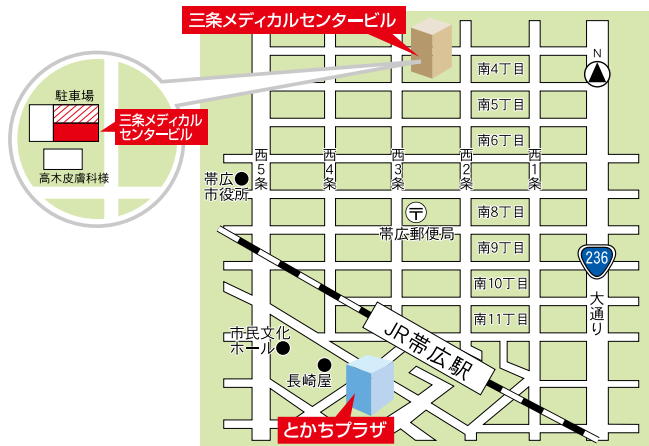 三条メディカルセンタービル
N
南4丁目
駐車場
南5丁目
三条メディカル
センタービル
南6丁目
高木皮膚科様
西5条
西4条
西3条
西2条
西1条
帯広
市役所
〒
帯広郵便局
南8丁目
南9丁目
236
南10丁目
大通り
南11丁目
JR帯広駅
市民文化
ホール
長崎屋
とかちプラザ